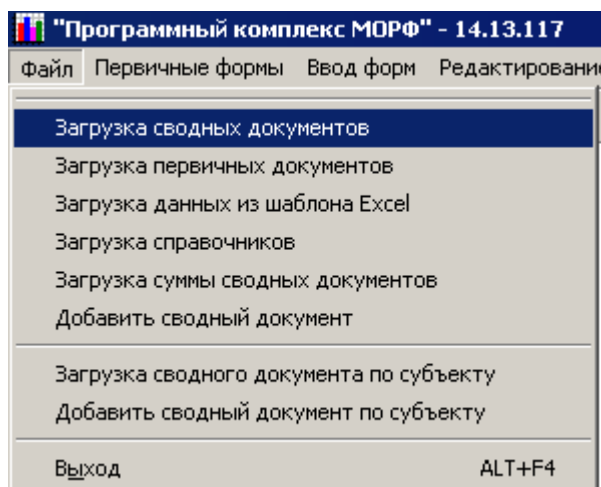 "Программный комплекс МОРФ" - 14.13.117
Файл Первичные формы Ввод форм Редактировани
Загрузка сводных документов
Загрузка первичных документов
Загрузка данных из шаблона Excel
Загрузка справочников
Загрузка суммы сводных документов
Добавить сводный документ
Загрузка сводного документа по субъекту
Добавить сводный документ по субъекту
Выход ALT+F4